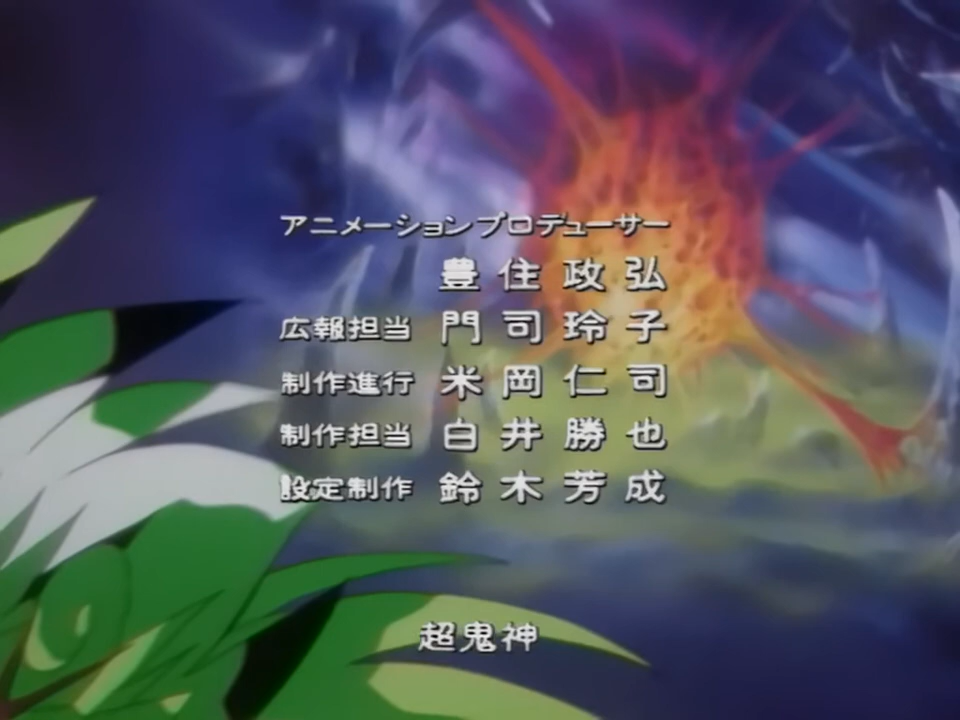 アニメーションプロデューサー
豊住政弘
広報担当 門司玲子
制作進行 米岡仁司
制作担当 白井勝也
設定制作 鈴木芳成
超鬼神